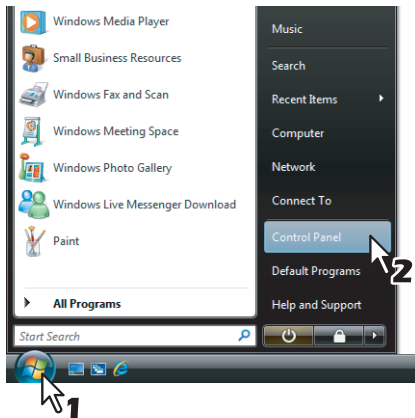 Windows Media Player
Small Business Resources
Windows Fax and Scan
Windows Meeting Space
Windows Photo Gallery
Windows Live Messenger Download
Paint
All Programs
Start Search
Music
Search
Recent Items
Computer
Network
Connect To
Control Panel
2
Default Programs
Help and Support
1